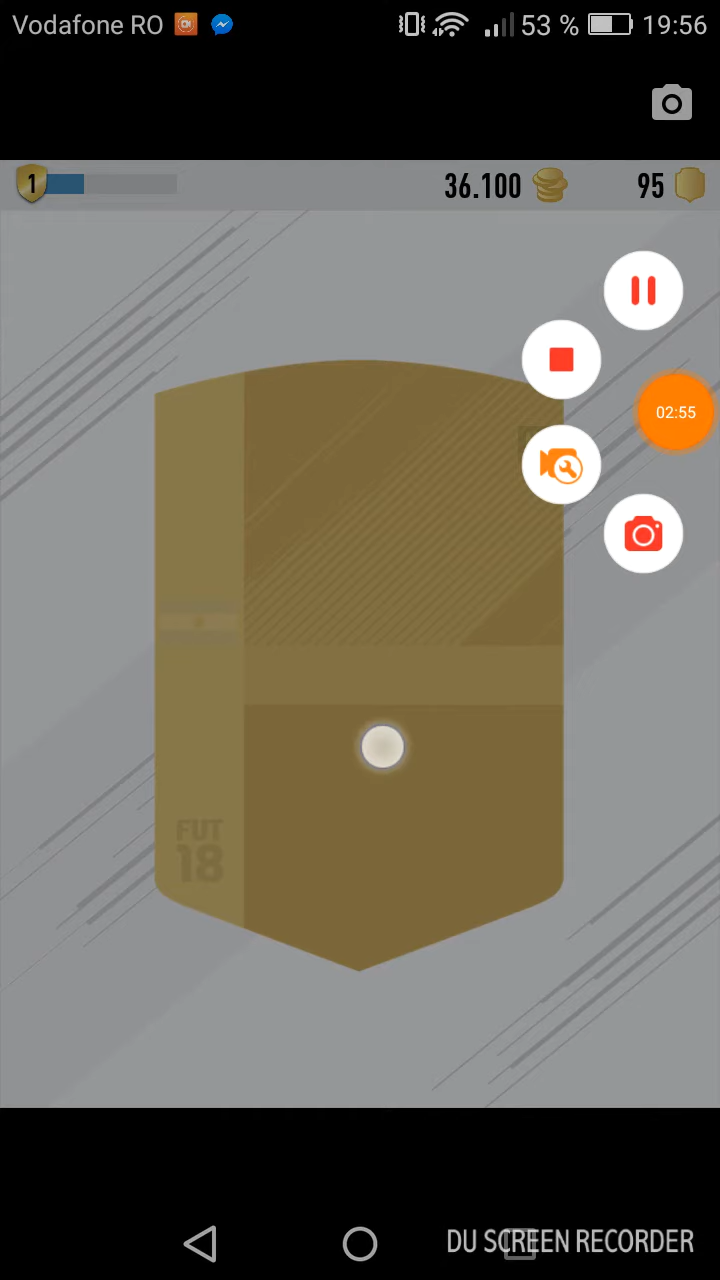 Vodafone RO 53 % 19:56
1 36.100 95
02:55
FUT
18
DU SCREEN RECORDER